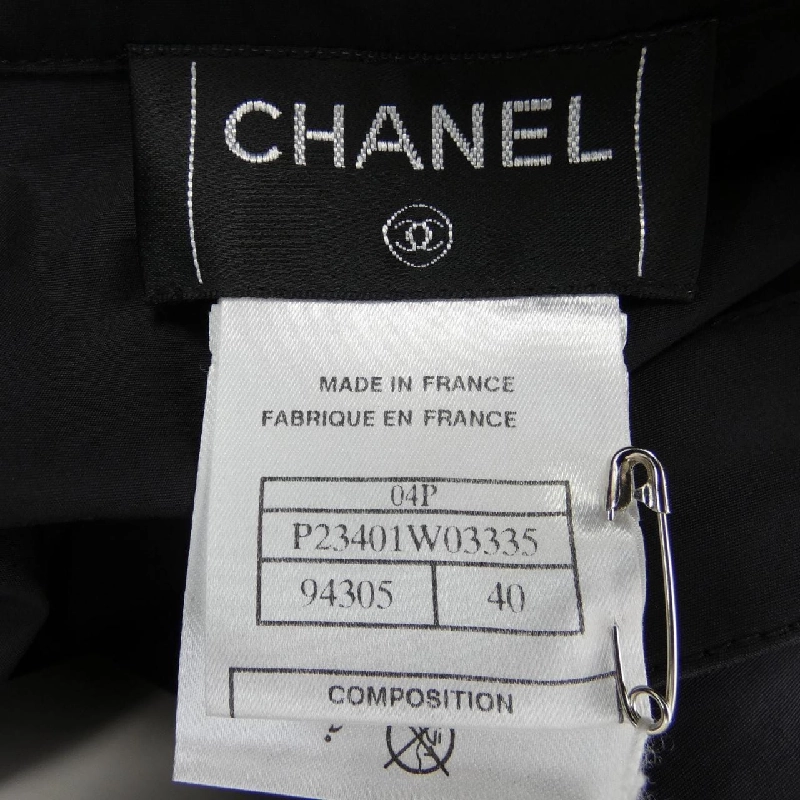 CHANEL
MADE IN FRANCE
FABRIQUE EN FRANCE
04P
P23401W03335
94305 40
COMPOSITION